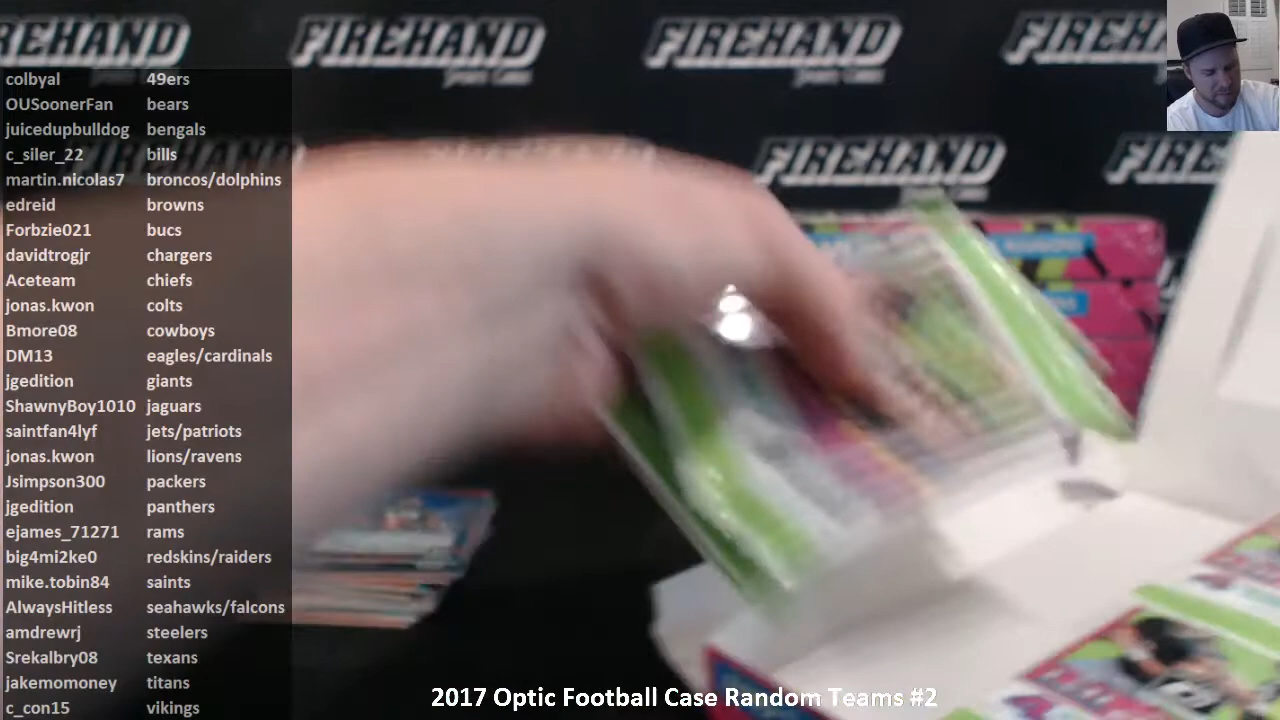 FIREHAND FIREHAND FIREHAND FIREHAND
colbyal 49ers
OUSoonerFan bears
juicedupbulldog bengals
c_siler_22 bills
martin.nicolas7 broncos/dolphins
edreid browns
Forbzie021 bucs
davidtrogjr chargers
Aceteam chiefs
jonas.kwon colts
Bmore08 cowboys
DM13 eagles/cardinals
jgedition giants
ShawnyBoy1010 jaguars
saintfan4lyf jets/patriots
jonas.kwon lions/ravens
Jsimpson300 packers
jgedition panthers
ejames_71271 rams
big4mi2ke0 redskins/raiders
mike.tobin84 saints
AlwaysHitless seahawks/falcons
amdrewrj steelers
Srekalbry08 texans
jakemomoney titans
c_con15 vikings
FIREHAND FIREHAND FIREHAND
2017 Optic Football Case Random Teams #2